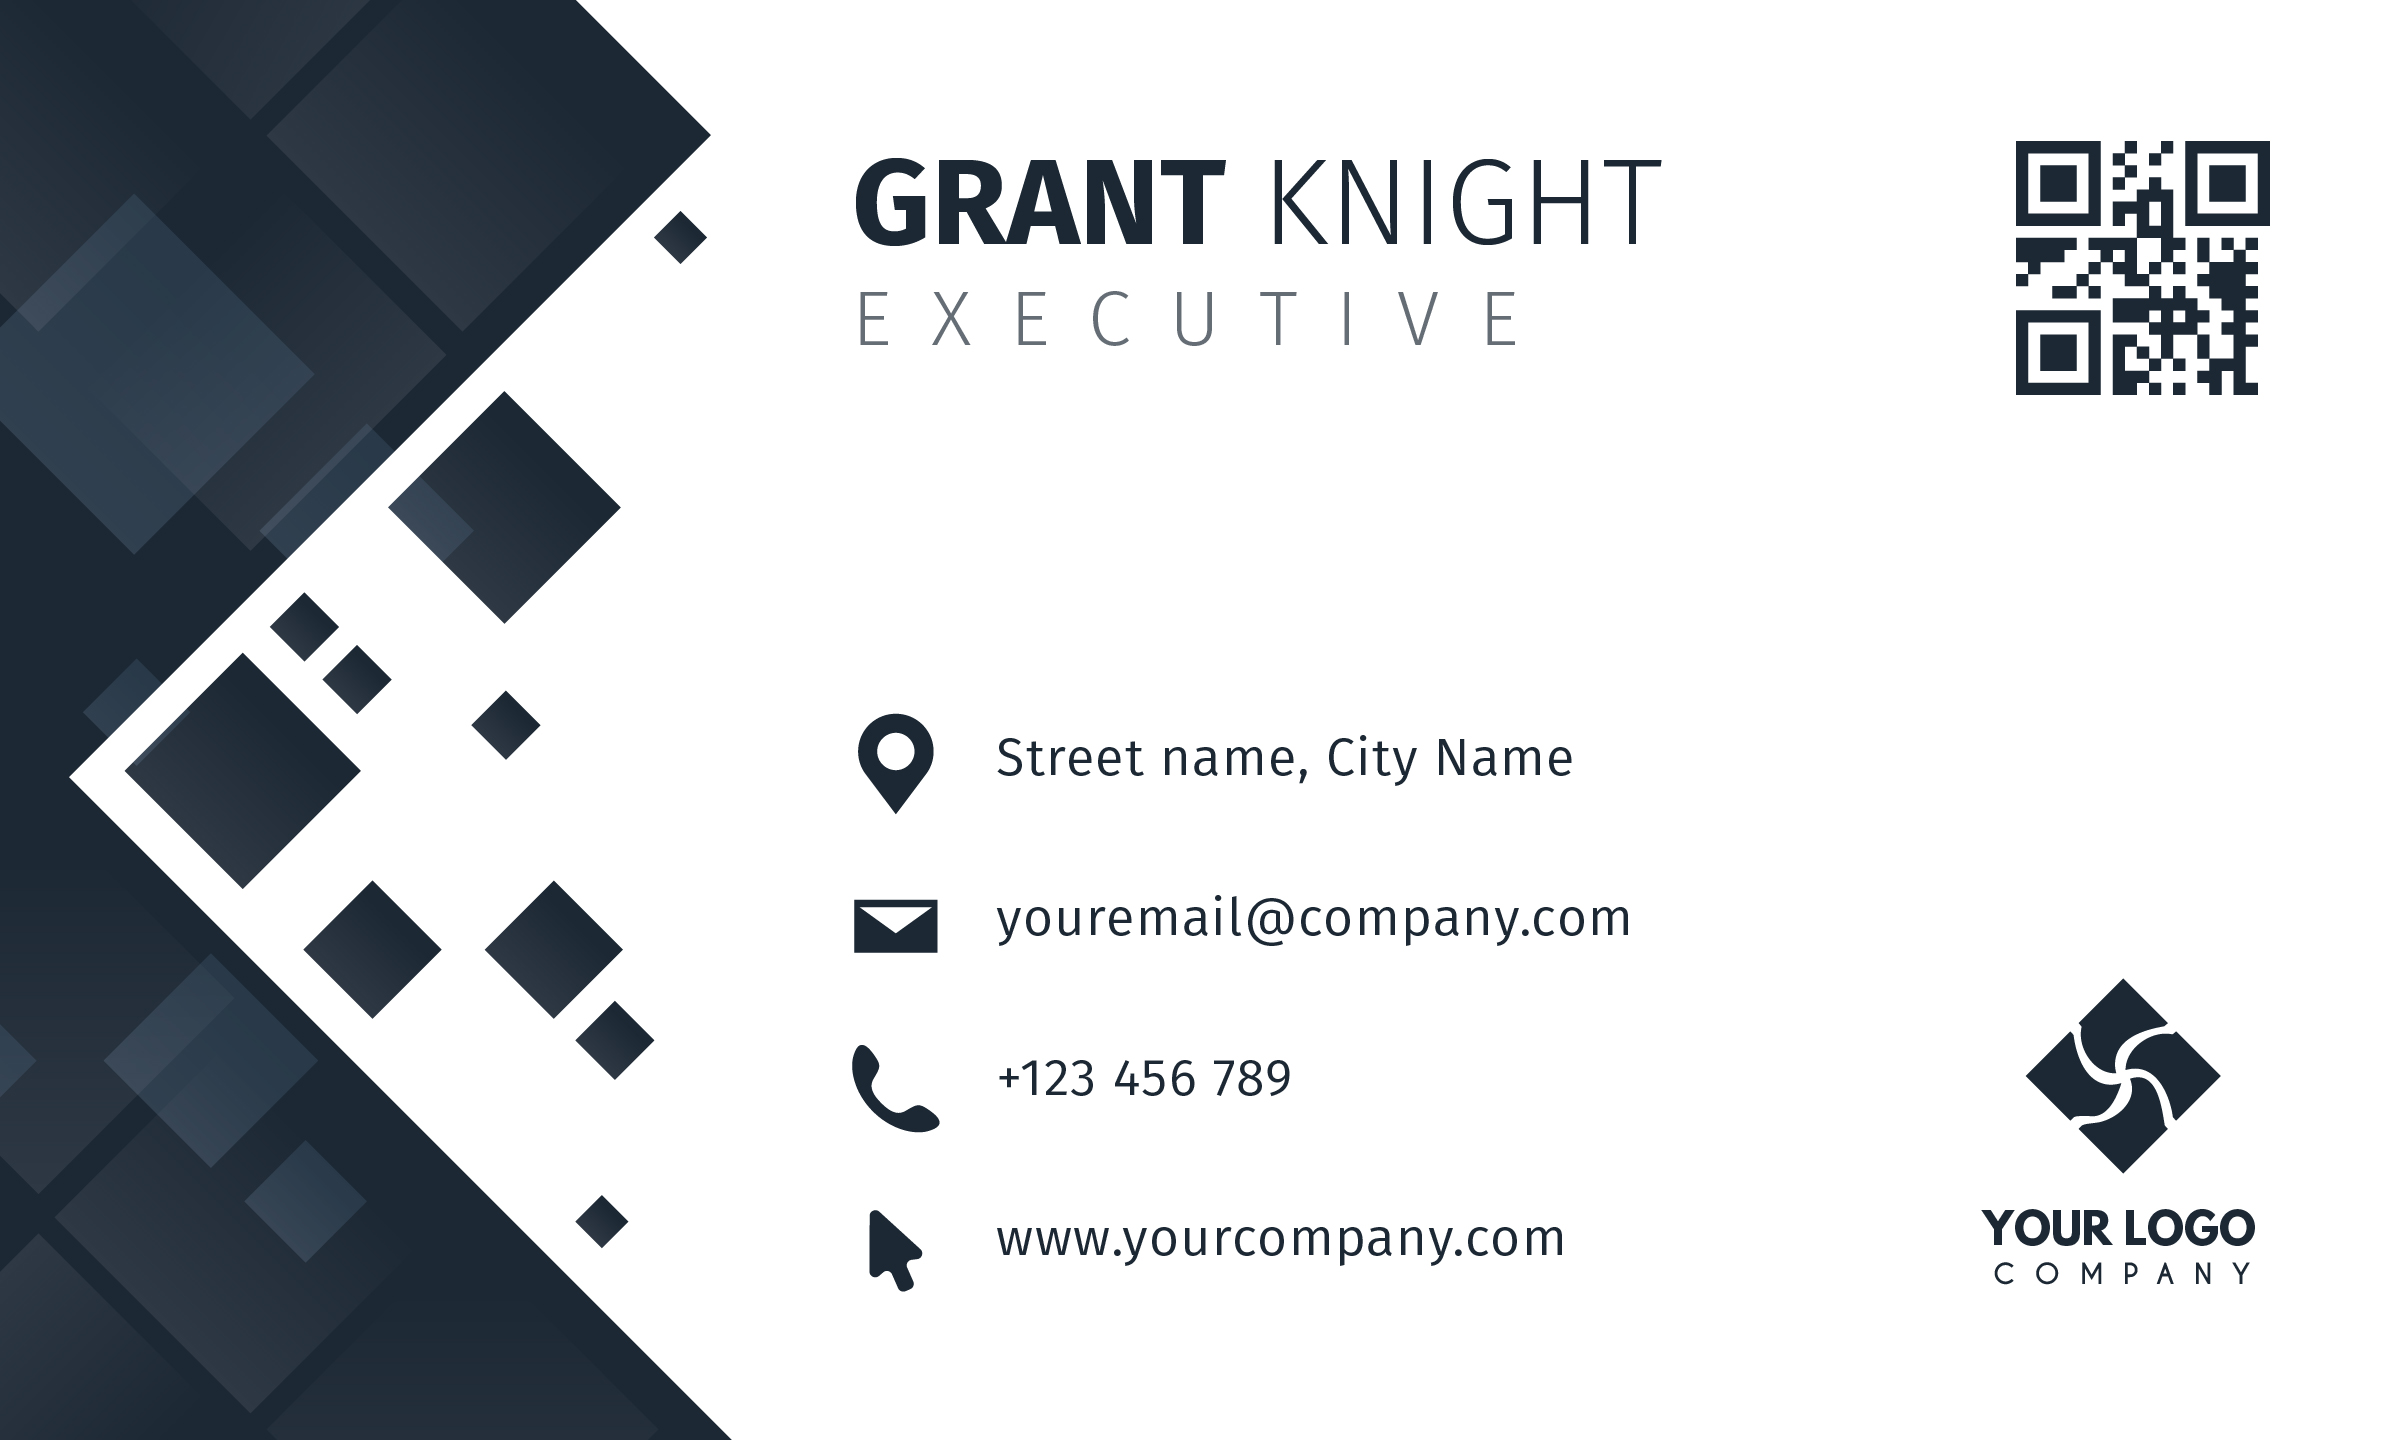 GRANT KNIGHT
EXECUTIVE
Street name, City Name
youremail@company.com
+123 456 789
www.yourcompany.com
YOUR LOGO
COMPANY